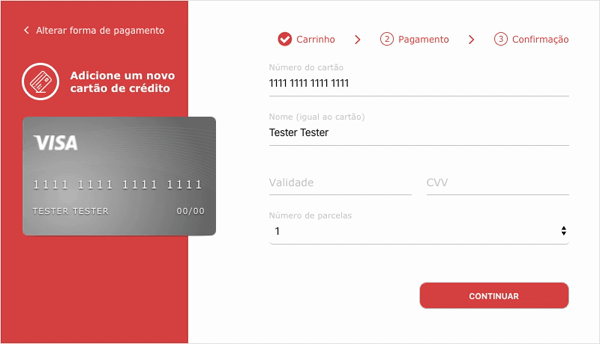 Alterar forma de pagamento
Adicione um novo
cartão de crédito
VISA
1111 1111 1111 1111
TESTER TESTER 00/00
Carrinho > 2 Pagamento > 3 Confirmação
Número do cartão
1111 1111 1111 1111
Nome (igual ao cartão)
Tester Tester
Validade CVV
Número de parcelas
1
CONTINUAR